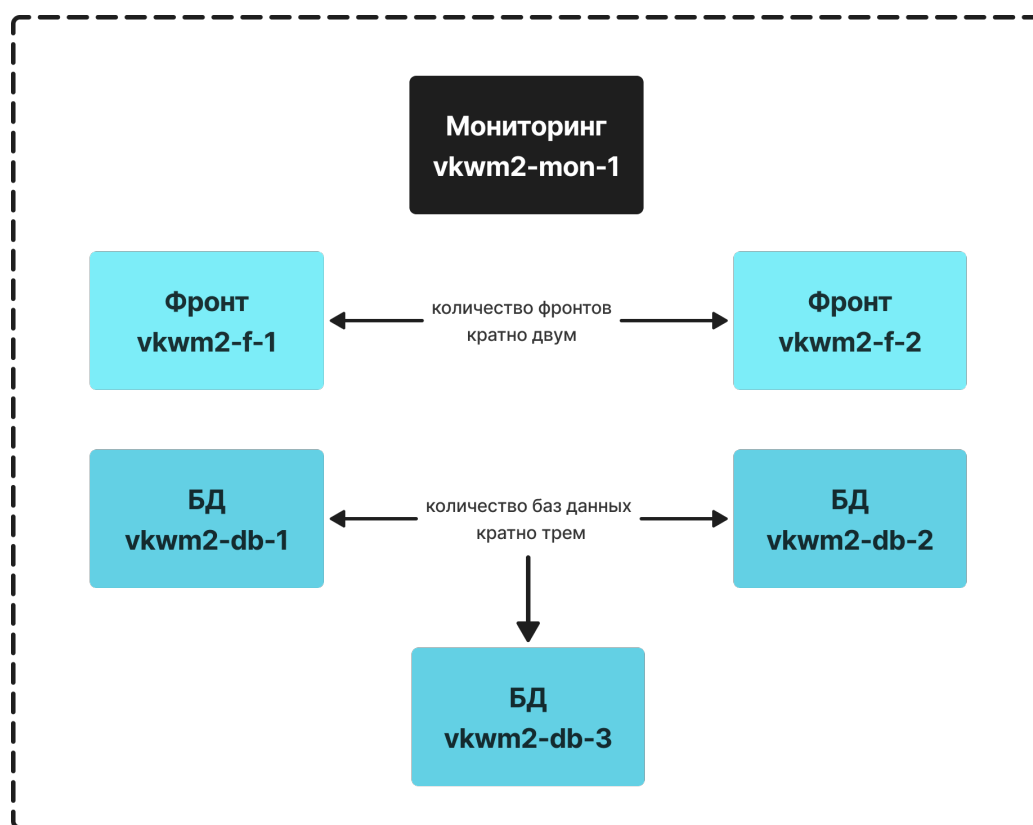 Мониторинг
vkwm2-mon-1
Фронт
vkwm2-f-1
количество фронтов
кратно двум
Фронт
vkwm2-f-2
БД
vkwm2-db-1
количество баз данных
кратно трем
БД
vkwm2-db-2
БД
vkwm2-db-3